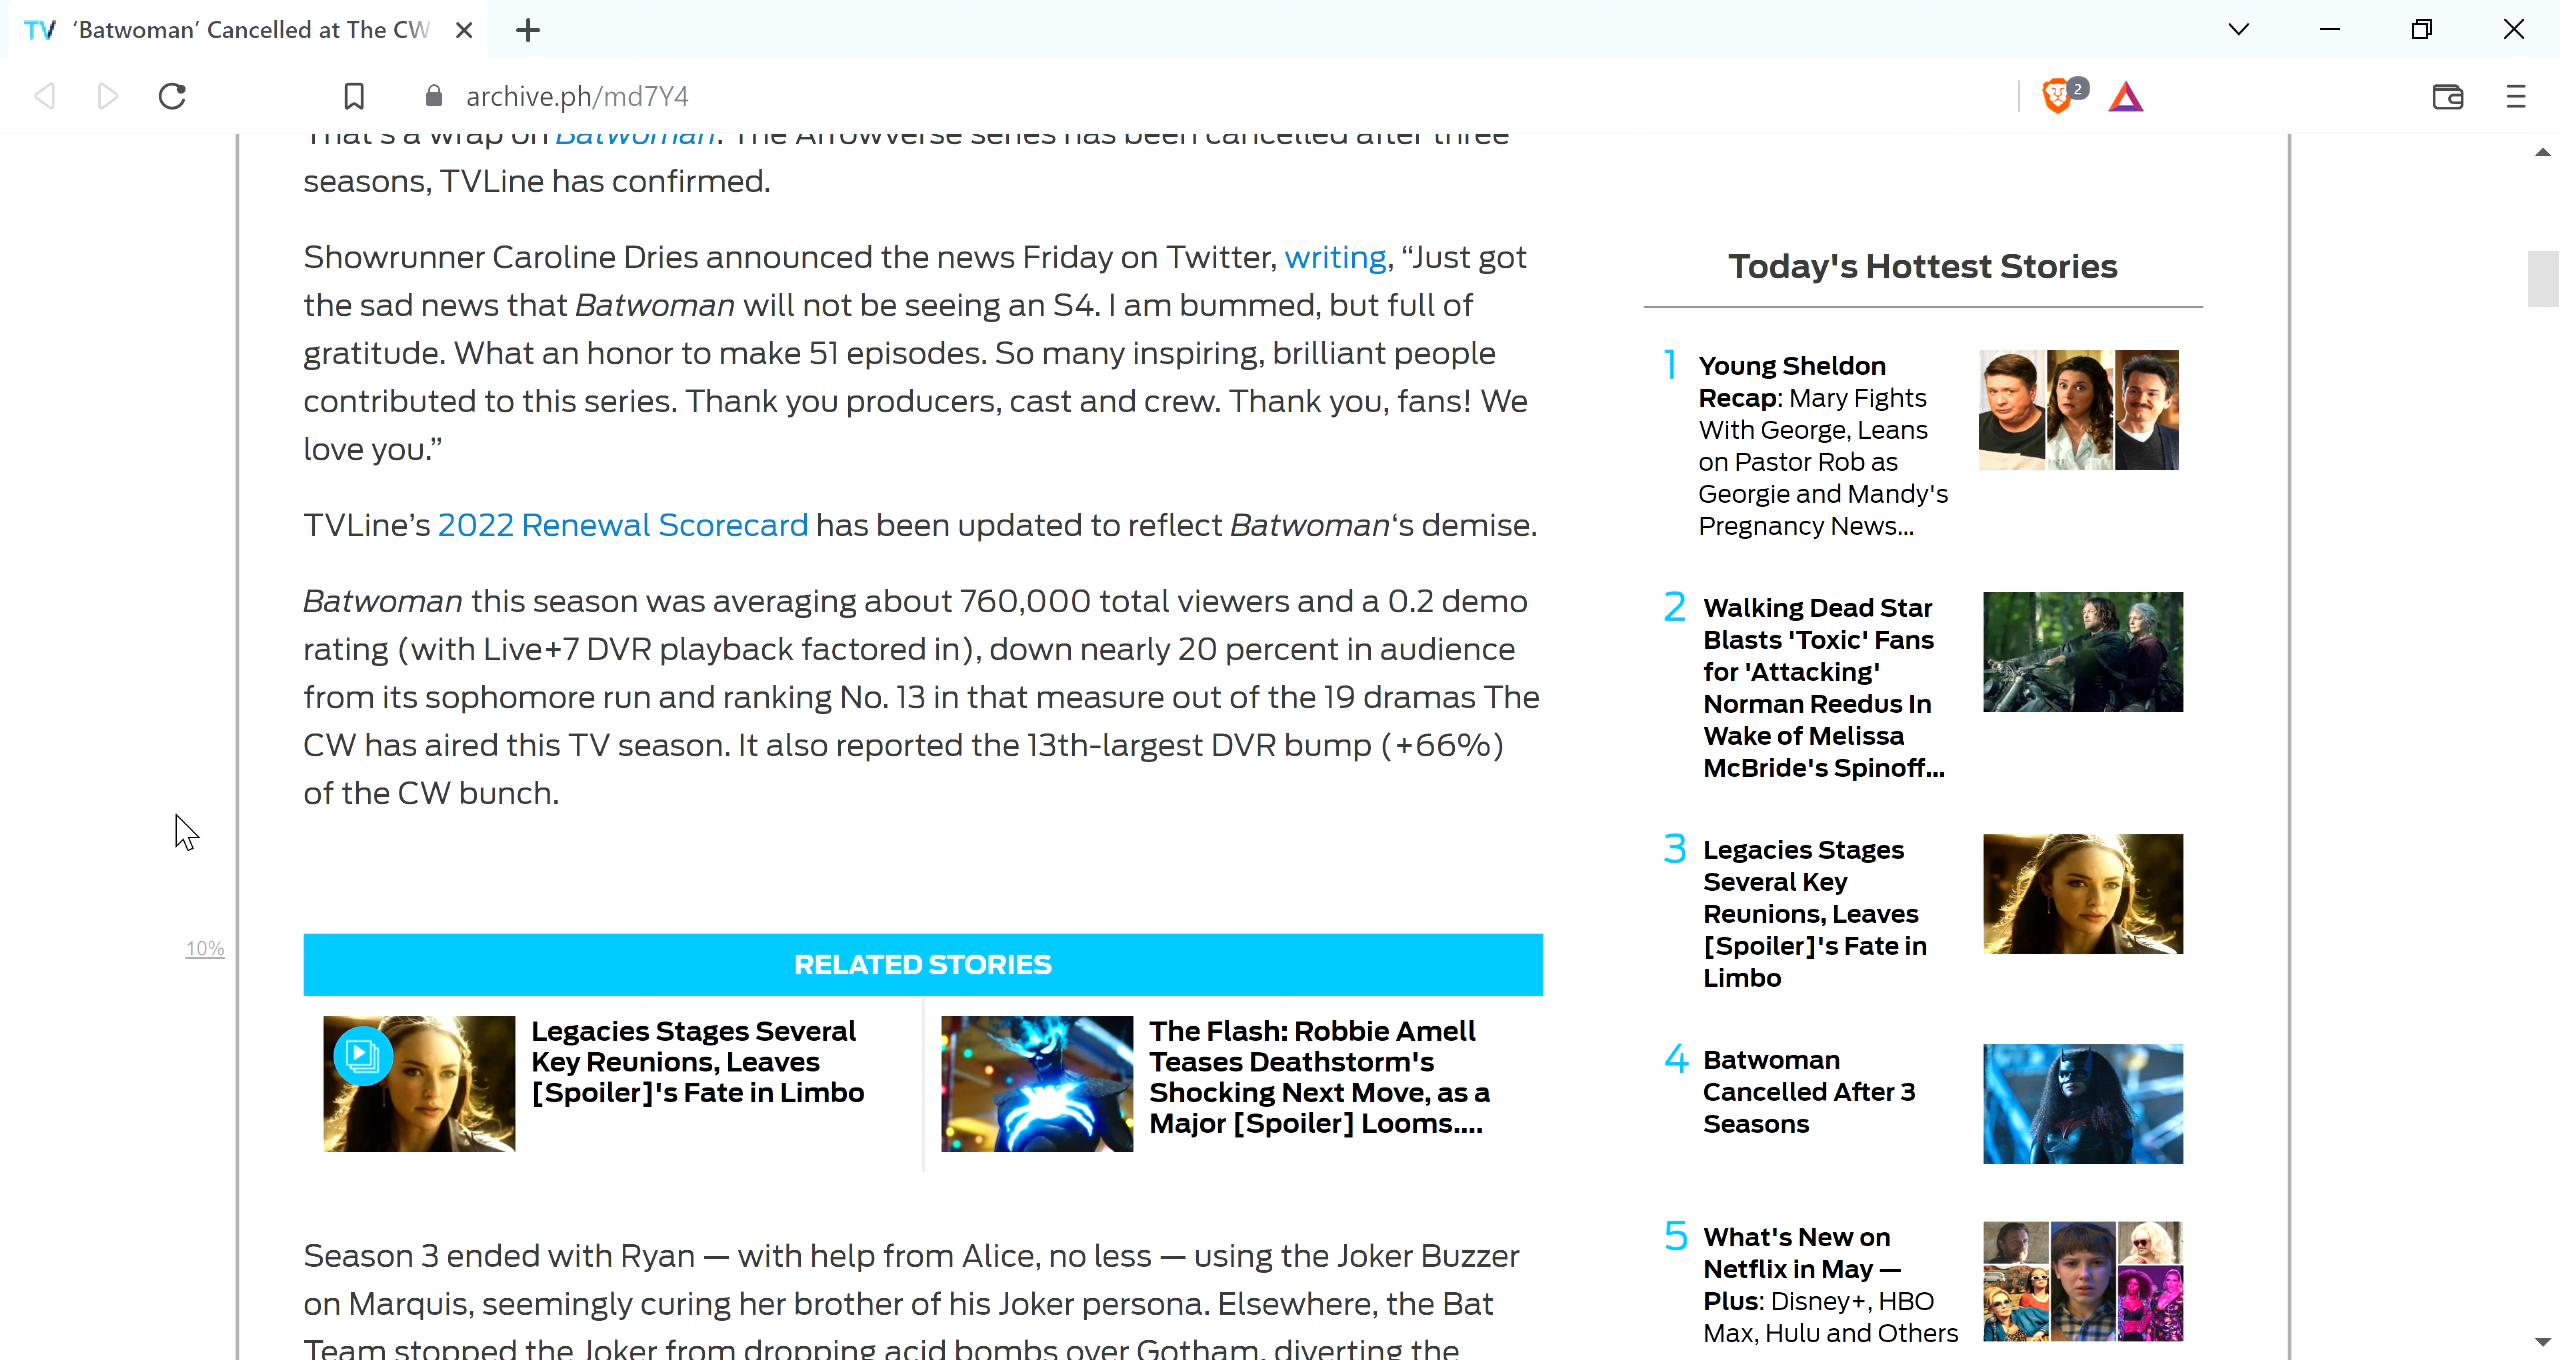 TV 'Batwoman' Cancelled at The CW
archive.ph/md7Y4
2
That's a wrap on Batwoman. The Arrowverse series has been cancelled after three
seasons, TVLine has confirmed.
Showrunner Caroline Dries announced the news Friday on Twitter, writing, “Just got
the sad news that Batwoman will not be seeing an S4. I am bummed, but full of
gratitude. What an honor to make 51 episodes. So many inspiring, brilliant people
contributed to this series. Thank you producers, cast and crew. Thank you, fans! We
love you.”
TVLine’s 2022 Renewal Scorecard has been updated to reflect Batwoman‘s demise.
Batwoman this season was averaging about 760,000 total viewers and a 0.2 demo
rating (with Live+7 DVR playback factored in), down nearly 20 percent in audience
from its sophomore run and ranking No. 13 in that measure out of the 19 dramas The
CW has aired this TV season. It also reported the 13th-largest DVR bump (+66%)
of the CW bunch.
10%
RELATED STORIES
Legacies Stages Several
Key Reunions, Leaves
[Spoiler]'s Fate in Limbo
The Flash: Robbie Amell
Teases Deathstorm's
Shocking Next Move, as a
Major [Spoiler] Looms....
Season 3 ended with Ryan — with help from Alice, no less — using the Joker Buzzer
on Marquis, seemingly curing her brother of his Joker persona. Elsewhere, the Bat
Team stopped the Joker from dropping acid bombs over Gotham, diverting the
Today's Hottest Stories
1 Young Sheldon
Recap: Mary Fights
With George, Leans
on Pastor Rob as
Georgie and Mandy's
Pregnancy News...
2 Walking Dead Star
Blasts 'Toxic' Fans
for 'Attacking'
Norman Reedus In
Wake of Melissa
McBride's Spinoff...
3 Legacies Stages
Several Key
Reunions, Leaves
[Spoiler]'s Fate in
Limbo
4 Batwoman
Cancelled After 3
Seasons
5 What's New on
Netflix in May —
Plus: Disney+, HBO
Max, Hulu and Others